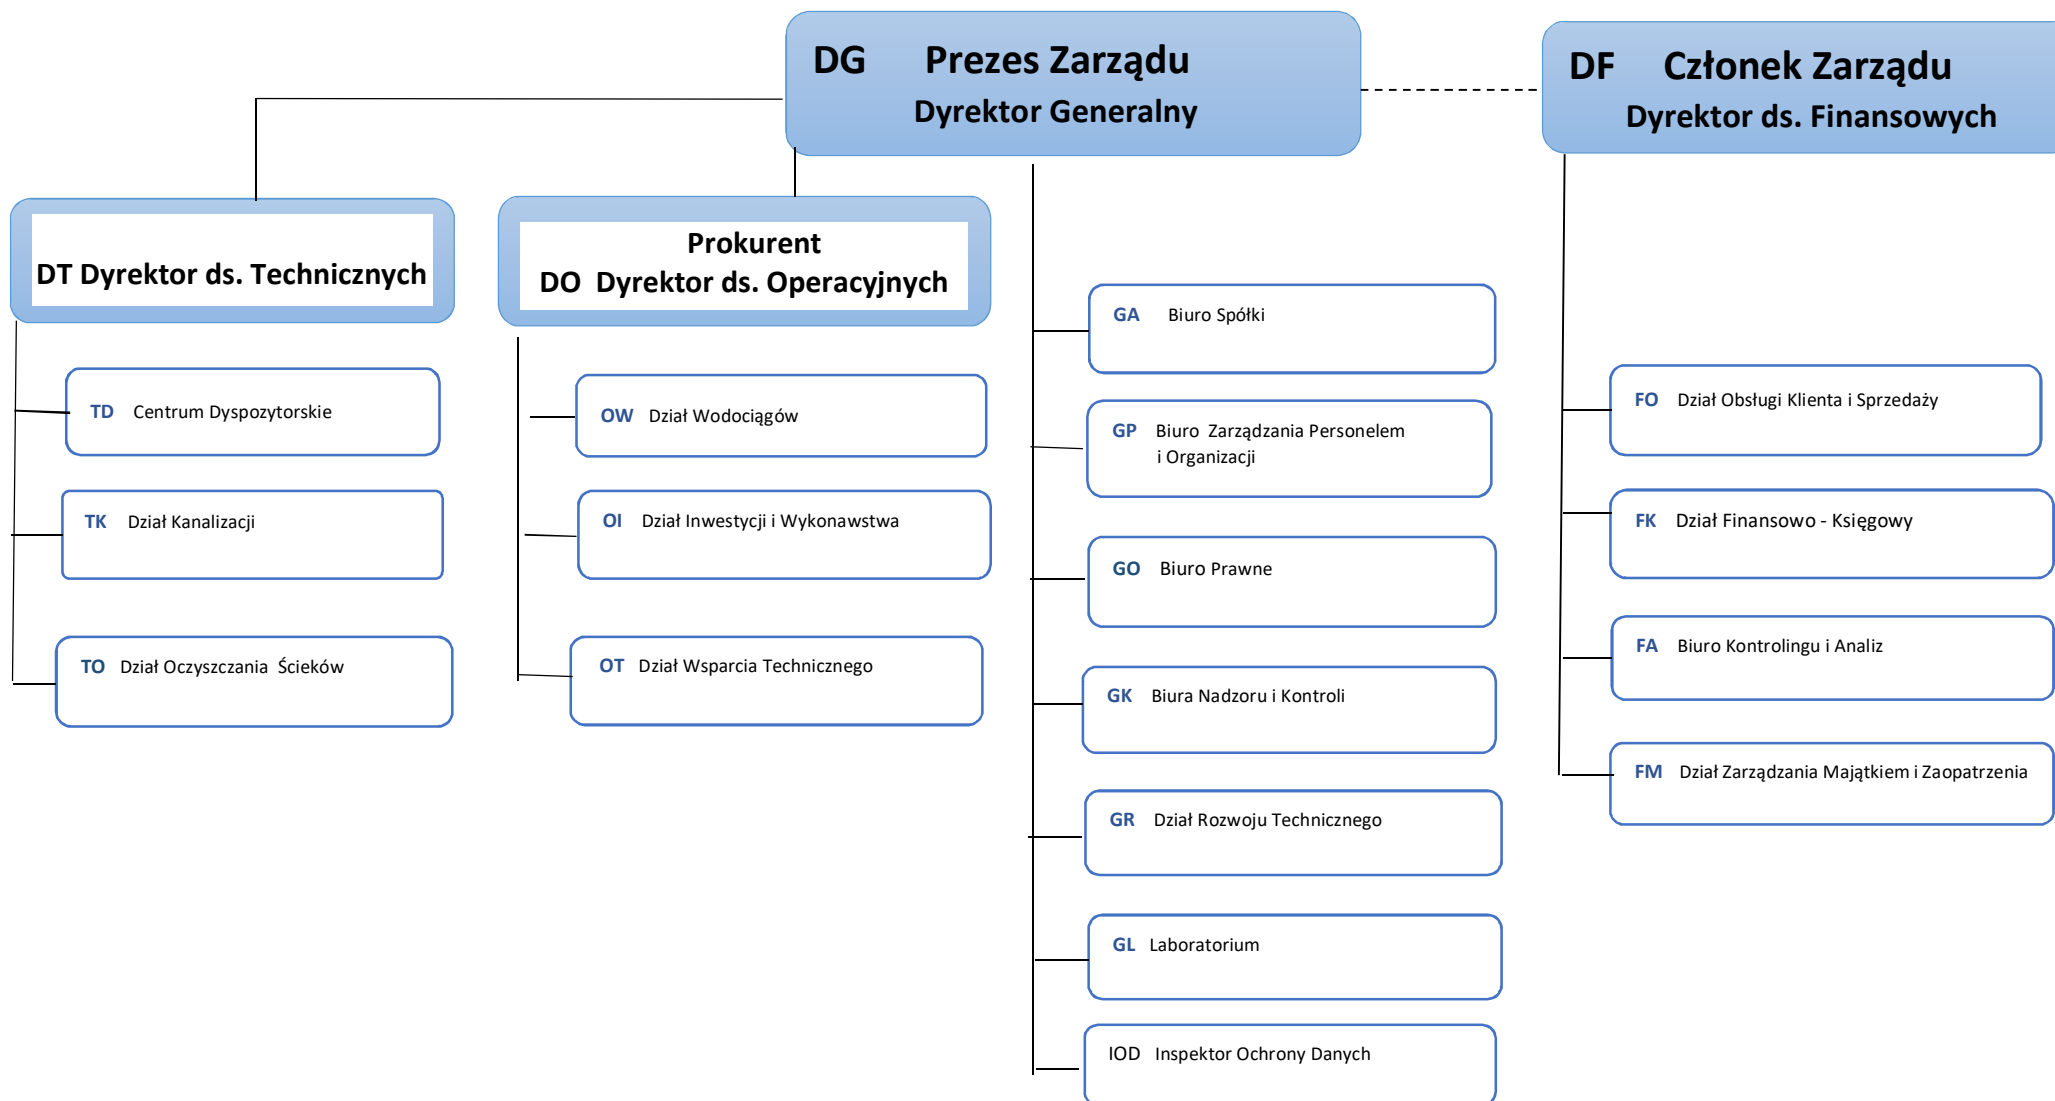 DG Prezes Zarządu
Dyrektor Generalny
DF Członek Zarządu
Dyrektor ds. Finansowych
DT Dyrektor ds. Technicznych
Prokurent
DO Dyrektor ds. Operacyjnych
TD Centrum Dyspozytorskie
TK Dział Kanalizacji
TO Dział Oczyszczania Ścieków
OW Dział Wodociągów
OI Dział Inwestycji i Wykonawstwa
OT Dział Wsparcia Technicznego
GA Biuro Spółki
GP Biuro Zarządzania Personelem
i Organizacji
GO Biuro Prawne
GK Biura Nadzoru i Kontroli
GR Dział Rozwoju Technicznego
GL Laboratorium
IOD Inspektor Ochrony Danych
FO Dział Obsługi Klienta i Sprzedaży
FK Dział Finansowo - Księgowy
FA Biuro Kontrolingu i Analiz
FM Dział Zarządzania Majątkiem i Zaopatrzenia